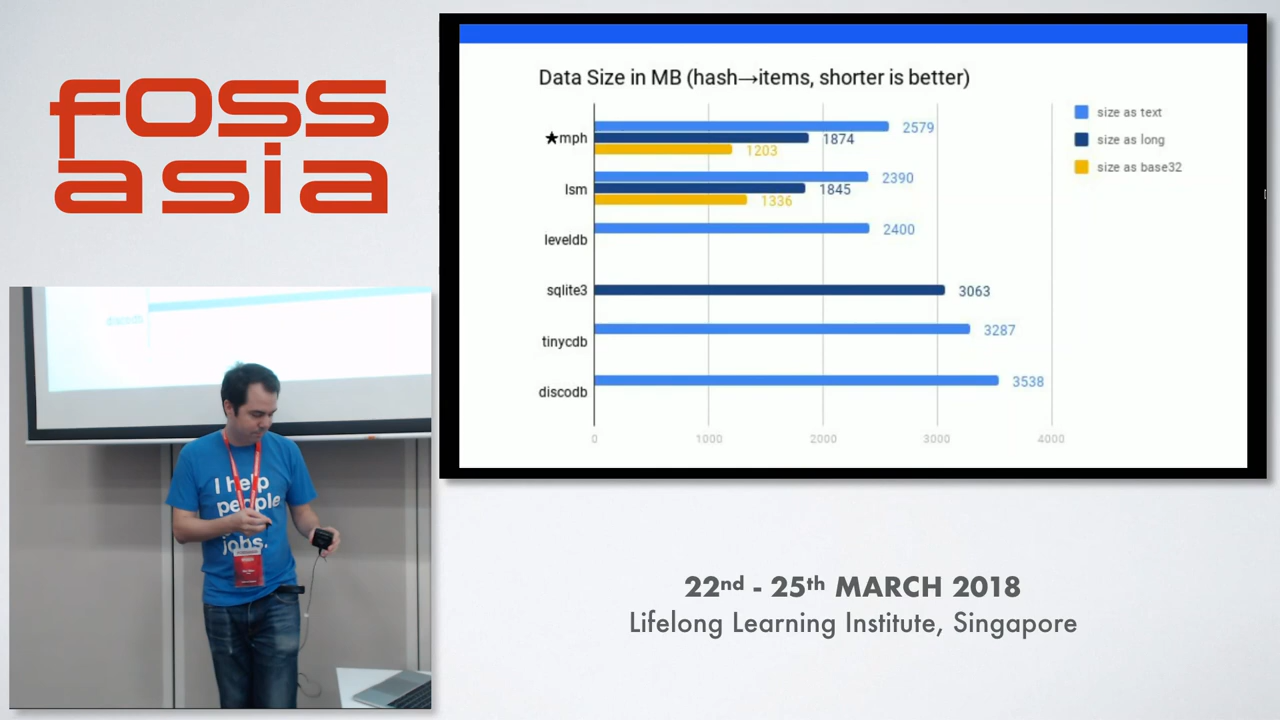 foss
asia
Data Size in MB (hash→items, shorter is better)
size as text
size as long
size as base32
★mph
2579
1874
1203
lsm
2390
1845
1336
leveldb
2400
sqlite3
3063
tinycdb
3287
discodb
3538
0 1000 2000 3000 4000
I help
people
jobs.
22nd - 25th MARCH 2018
Lifelong Learning Institute, Singapore